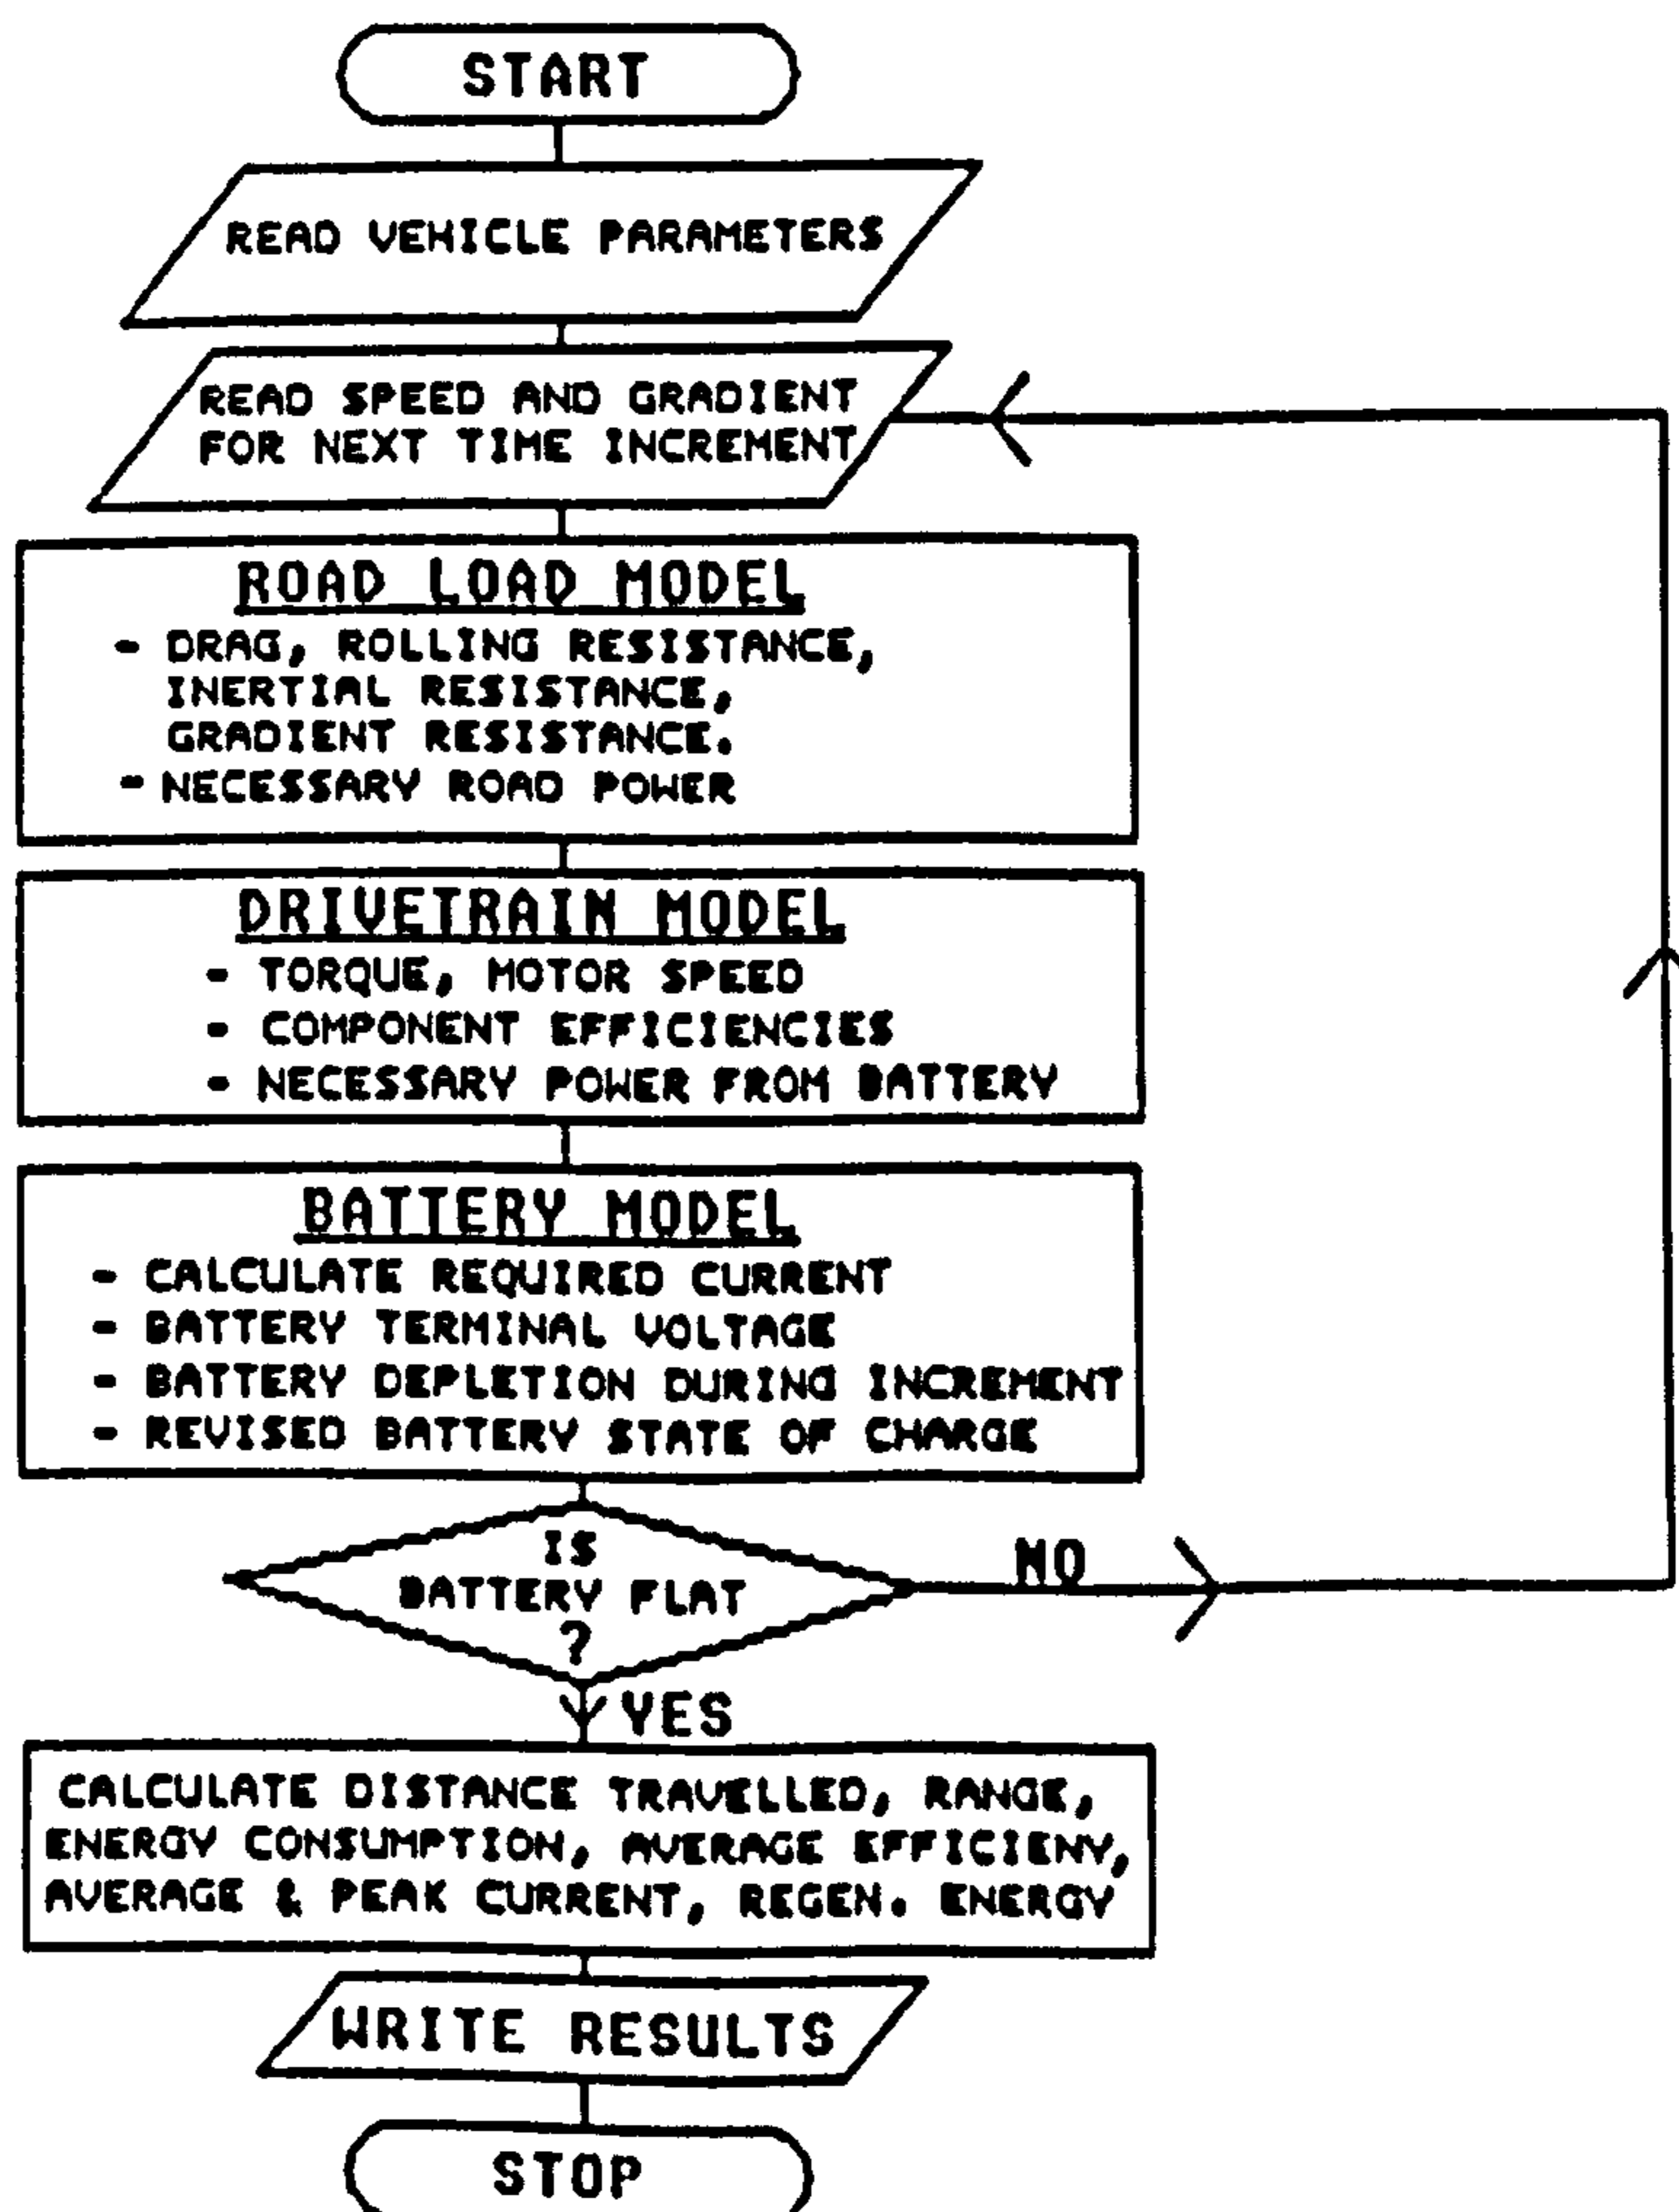 START
READ VEHICLE PARAMETERS
READ SPEED AND GRADIENT
FOR NEXT TIME INCREMENT
ROAD LOAD MODEL
- DRAG, ROLLING RESISTANCE,
INERTIAL RESISTANCE,
GRADIENT RESISTANCE.
- NECESSARY ROAD POWER
DRIVETRAIN MODEL
- TORQUE, MOTOR SPEED
- COMPONENT EFFICIENCIES
- NECESSARY POWER FROM BATTERY
BATTERY MODEL
- CALCULATE REQUIRED CURRENT
- BATTERY TERMINAL VOLTAGE
- BATTERY DEPLETION DURING INCREMENT
- REVISED BATTERY STATE OF CHARGE
IS
BATTERY FLAT
?
NO
YES
CALCULATE DISTANCE TRAVELLED, RANGE,
ENERGY CONSUMPTION, AVERAGE EFFICIENY,
AVERAGE & PEAK CURRENT, REGEN. ENERGY
WRITE RESULTS
STOP